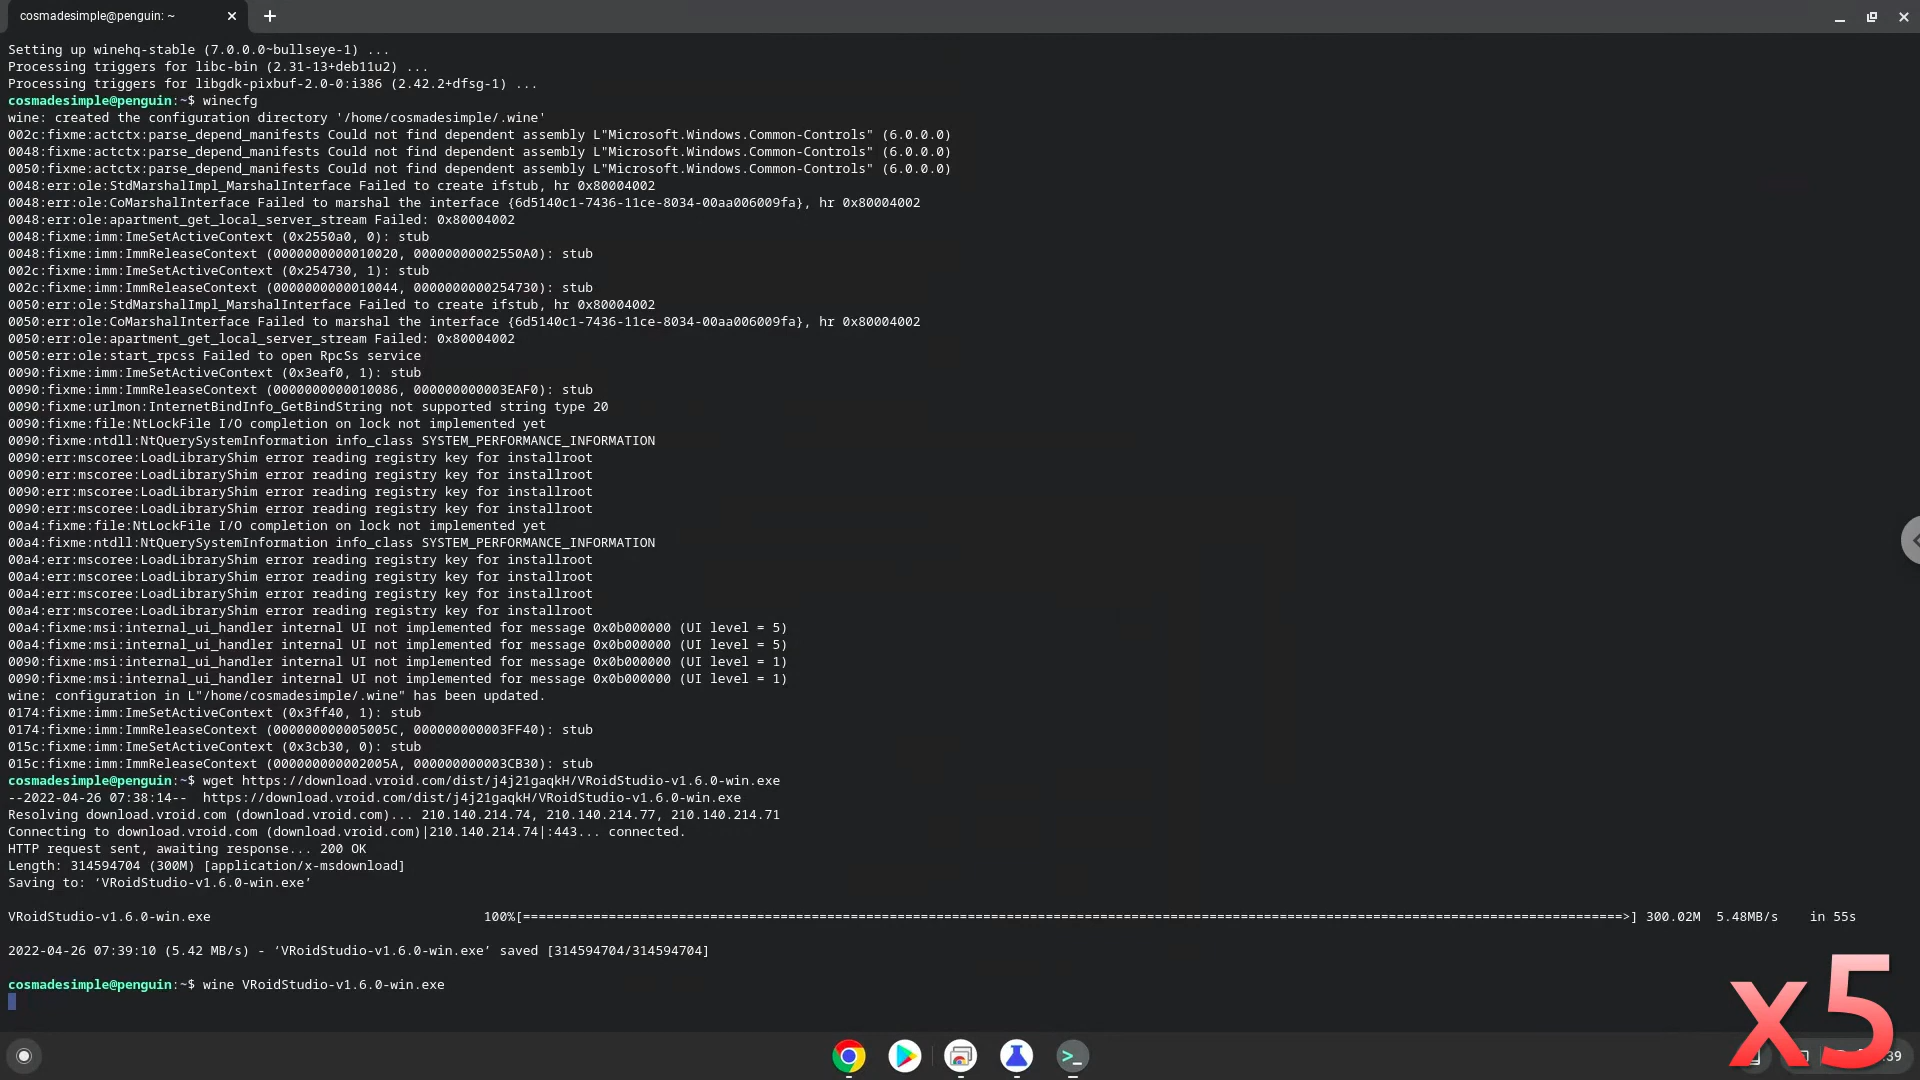 cosmadesimple@penguin: ~
Setting up winehq-stable (7.0.0.0~bullseye-1) ...
Processing triggers for libc-bin (2.31-13+deb11u2) ...
Processing triggers for libgdk-pixbuf-2.0-0:i386 (2.42.2+dfsg-1) ...
cosmadesimple@penguin:~$ winecfg
wine: created the configuration directory '/home/cosmadesimple/.wine'
002c:fixme:actctx:parse_depend_manifests Could not find dependent assembly L"Microsoft.Windows.Common-Controls" (6.0.0.0)
0048:fixme:actctx:parse_depend_manifests Could not find dependent assembly L"Microsoft.Windows.Common-Controls" (6.0.0.0)
0050:fixme:actctx:parse_depend_manifests Could not find dependent assembly L"Microsoft.Windows.Common-Controls" (6.0.0.0)
0048:err:ole:StdMarshalImpl_MarshalInterface Failed to create ifstub, hr 0x80004002
0048:err:ole:CoMarshalInterface Failed to marshal the interface {6d5140c1-7436-11ce-8034-00aa006009fa}, hr 0x80004002
0048:err:ole:apartment_get_local_server_stream Failed: 0x80004002
0048:fixme:imm:ImeSetActiveContext (0x2550a0, 0): stub
0048:fixme:imm:ImmReleaseContext (0000000000010020, 00000000002550A0): stub
002c:fixme:imm:ImeSetActiveContext (0x254730, 1): stub
002c:fixme:imm:ImmReleaseContext (0000000000010044, 0000000000254730): stub
0050:err:ole:StdMarshalImpl_MarshalInterface Failed to create ifstub, hr 0x80004002
0050:err:ole:CoMarshalInterface Failed to marshal the interface {6d5140c1-7436-11ce-8034-00aa006009fa}, hr 0x80004002
0050:err:ole:apartment_get_local_server_stream Failed: 0x80004002
0050:err:ole:start_rpcss Failed to open RpcSs service
0090:fixme:imm:ImeSetActiveContext (0x3eaf0, 1): stub
0090:fixme:imm:ImmReleaseContext (0000000000010086, 000000000003EAF0): stub
0090:fixme:urlmon:InternetBindInfo_GetBindString not supported string type 20
0090:fixme:file:NtLockFile I/O completion on lock not implemented yet
0090:fixme:ntdll:NtQuerySystemInformation info_class SYSTEM_PERFORMANCE_INFORMATION
0090:err:mscoree:LoadLibraryShim error reading registry key for installroot
0090:err:mscoree:LoadLibraryShim error reading registry key for installroot
0090:err:mscoree:LoadLibraryShim error reading registry key for installroot
0090:err:mscoree:LoadLibraryShim error reading registry key for installroot
00a4:fixme:file:NtLockFile I/O completion on lock not implemented yet
00a4:fixme:ntdll:NtQuerySystemInformation info_class SYSTEM_PERFORMANCE_INFORMATION
00a4:err:mscoree:LoadLibraryShim error reading registry key for installroot
00a4:err:mscoree:LoadLibraryShim error reading registry key for installroot
00a4:err:mscoree:LoadLibraryShim error reading registry key for installroot
00a4:err:mscoree:LoadLibraryShim error reading registry key for installroot
00a4:fixme:msi:internal_ui_handler internal UI not implemented for message 0x0b000000 (UI level = 5)
00a4:fixme:msi:internal_ui_handler internal UI not implemented for message 0x0b000000 (UI level = 5)
0090:fixme:msi:internal_ui_handler internal UI not implemented for message 0x0b000000 (UI level = 1)
0090:fixme:msi:internal_ui_handler internal UI not implemented for message 0x0b000000 (UI level = 1)
wine: configuration in L"/home/cosmadesimple/.wine" has been updated.
0174:fixme:imm:ImeSetActiveContext (0x3ff40, 1): stub
0174:fixme:imm:ImmReleaseContext (000000000005005C, 000000000003FF40): stub
015c:fixme:imm:ImeSetActiveContext (0x3cb30, 0): stub
015c:fixme:imm:ImmReleaseContext (000000000002005A, 000000000003CB30): stub
cosmadesimple@penguin:~$ wget https://download.vroid.com/dist/j4j21gaqkH/VRoidStudio-v1.6.0-win.exe
--2022-04-26 07:38:14--  https://download.vroid.com/dist/j4j21gaqkH/VRoidStudio-v1.6.0-win.exe
Resolving download.vroid.com (download.vroid.com)... 210.140.214.74, 210.140.214.77, 210.140.214.71
Connecting to download.vroid.com (download.vroid.com)|210.140.214.74|:443... connected.
HTTP request sent, awaiting response... 200 OK
Length: 314594704 (300M) [application/x-msdownload]
Saving to: ‘VRoidStudio-v1.6.0-win.exe’
VRoidStudio-v1.6.0-win.exe 100%[=============================================================================================================================================>] 300.02M 5.48MB/s in 55s
2022-04-26 07:39:10 (5.42 MB/s) - ‘VRoidStudio-v1.6.0-win.exe’ saved [314594704/314594704]
cosmadesimple@penguin:~$ wine VRoidStudio-v1.6.0-win.exe
x5